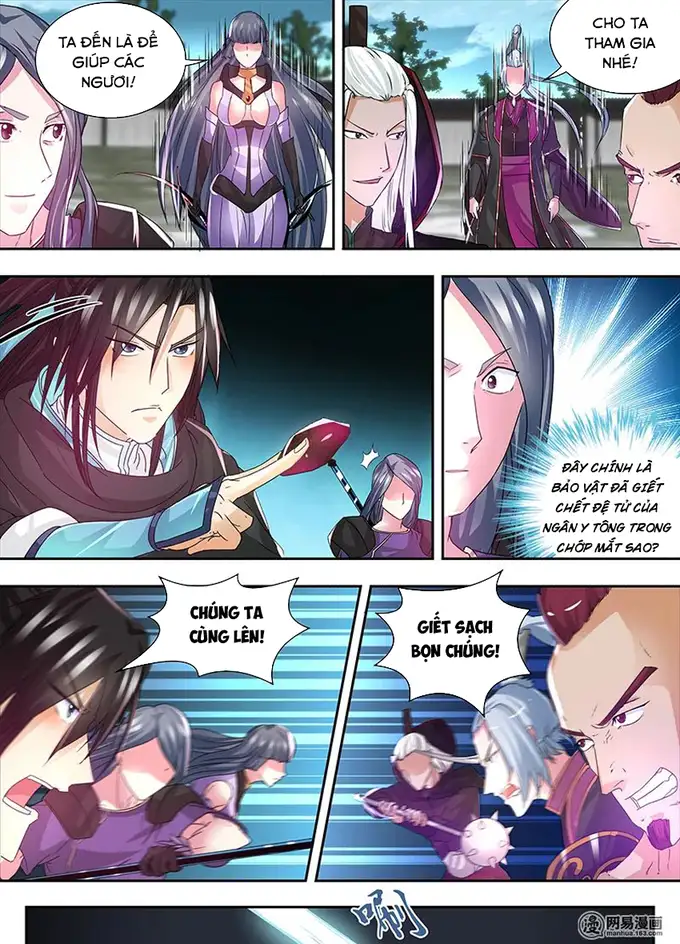 TA ĐẾN LÀ ĐỂ
GIÚP CÁC
NGƯƠI!
CHO TA
THAM GIA
NHÉ!
ĐÂY CHÍNH LÀ
BẢO VẬT ĐÃ GIẾT
CHẾT ĐỆ TỬ CỦA
NGÂN Y TÔNG TRONG
CHỚP MẮT SAO?
CHÚNG TA
CÙNG LÊN!
GIẾT SẠCH
BỌN CHÚNG!
唰
网易漫画
manhua.163.com